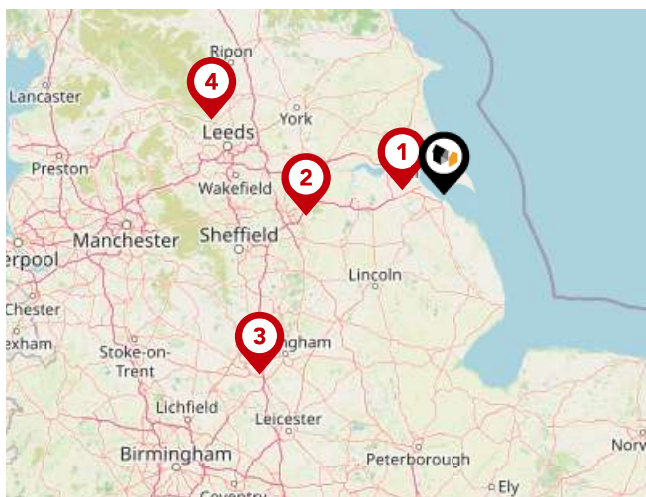 Ripon
4
Lancaster
York
Leeds
1
Preston
Wakefield
2
Manchester
Sheffield
erpool
Lincoln
Chester
3
exham
Stoke-on-
Trent
ngham
Lichfield
Leicester
Birmingham
Peterborough
Norw
Ely
Coventry